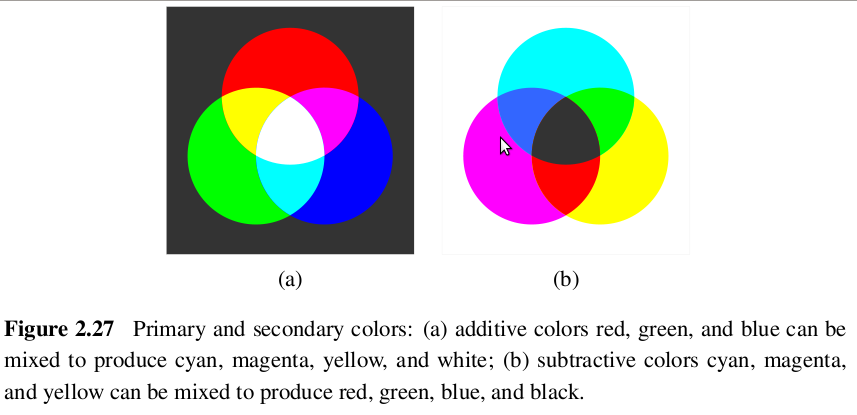 (a) (b)
Figure 2.27 Primary and secondary colors: (a) additive colors red, green, and blue can be
mixed to produce cyan, magenta, yellow, and white; (b) subtractive colors cyan, magenta,
and yellow can be mixed to produce red, green, blue, and black.